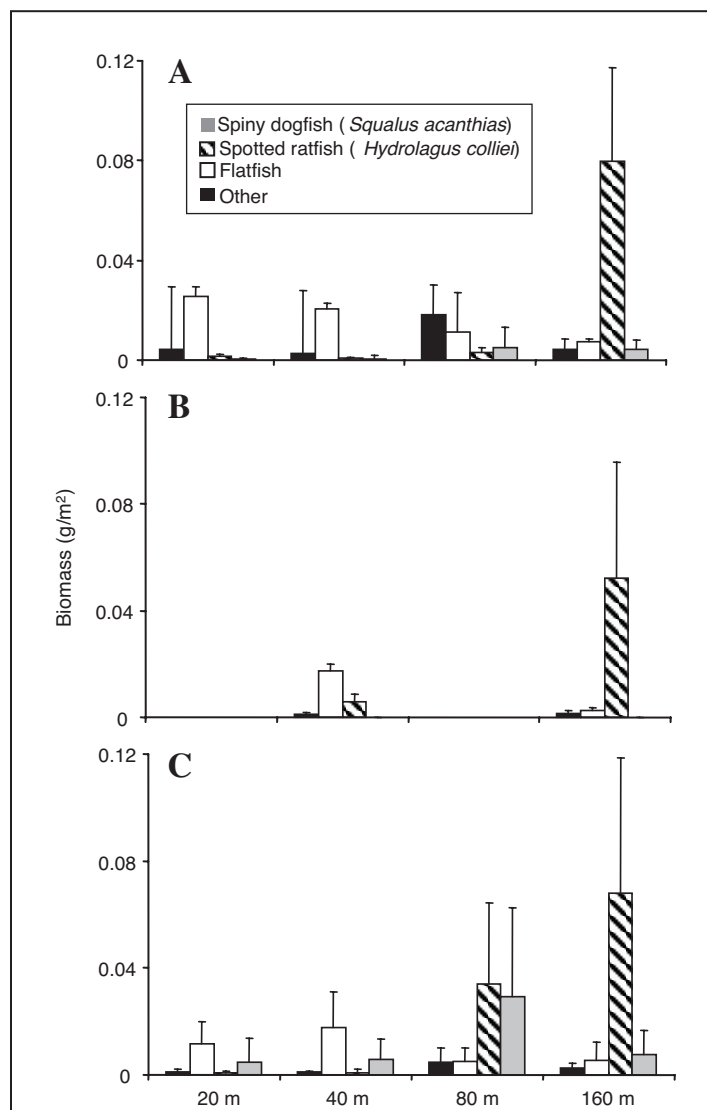 A
0.12
Spiny dogfish ( Squalus acanthias)
Spotted ratfish ( Hydrolagus colliei)
Flatfish
Other
0.08
0.04
0
B
0.12
0.08
0.04
0
Biomass (g/m²)
C
0.12
0.08
0.04
0
20 m 40 m 80 m 160 m